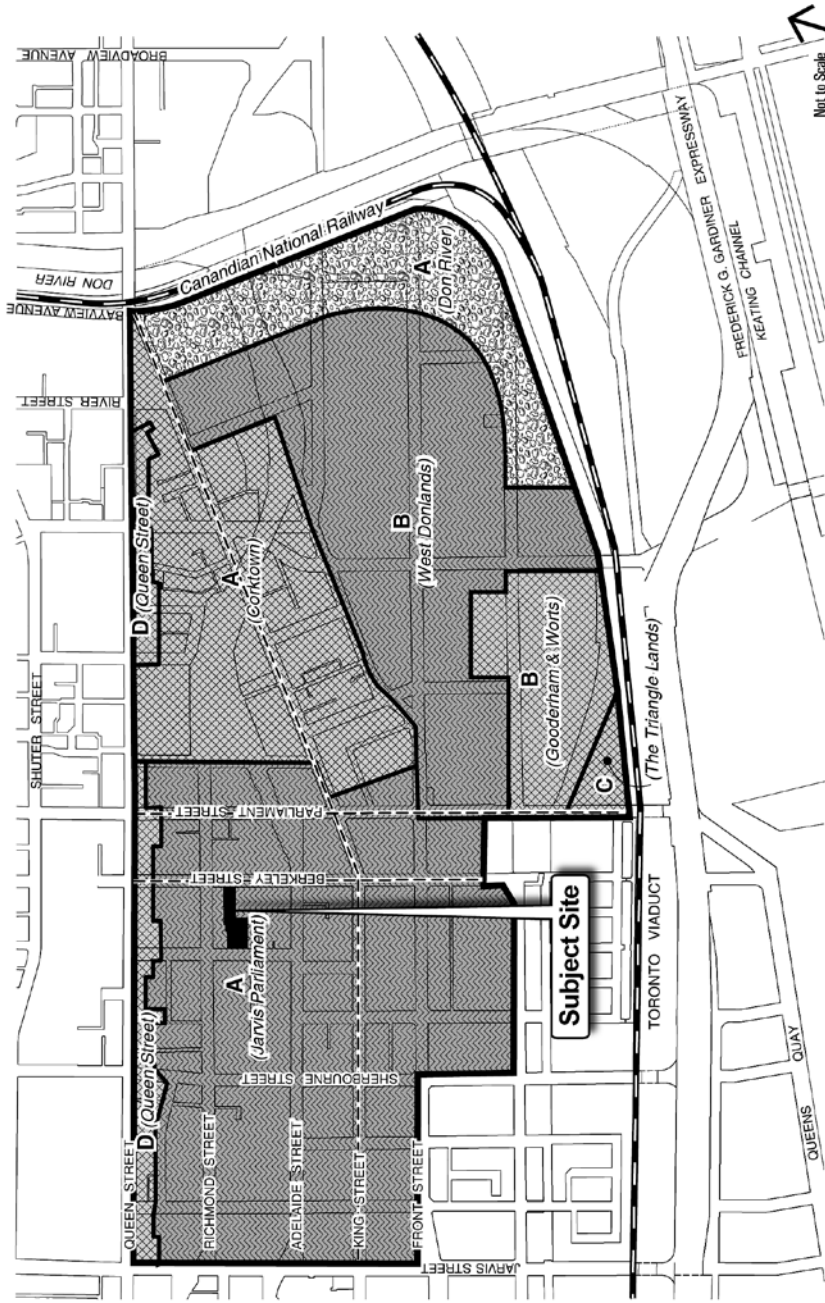 BROADVIEW AVENUE
DON RIVER
BAYVIEW AVENUE
RIVER STREET
SHUTER STREET
Canandian National Railway
D (Queen Street)
A
(Corktown)
A
(Don River)
B
(West Donlands)
B
(Gooderham & Worts)
C
(The Triangle Lands)
FREDERICK G. GARDINER EXPRESSWAY
KEATING CHANNEL
Not to Scale
PARLIAMENT STREET
BERKELEY STREET
D (Queen Street)
A
(Jarvis Parliament)
SHERBOURNE STREET
QUEEN STREET
RICHMOND STREET
ADELAIDE STREET
KING STREET
FRONT STREET
JARVIS STREET
Subject Site
TORONTO VIADUCT
QUEENS QUAY